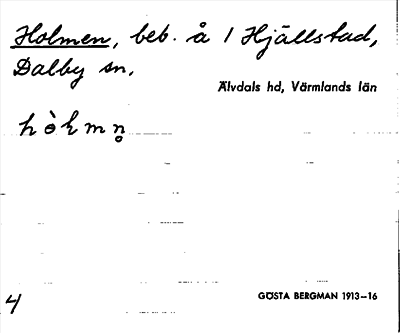 Holmen, beb. å 1 Hjällstad,
Dalby sn.
Älvdals hd, Värmlands län
4
GÖSTA BERGMAN 1913–16